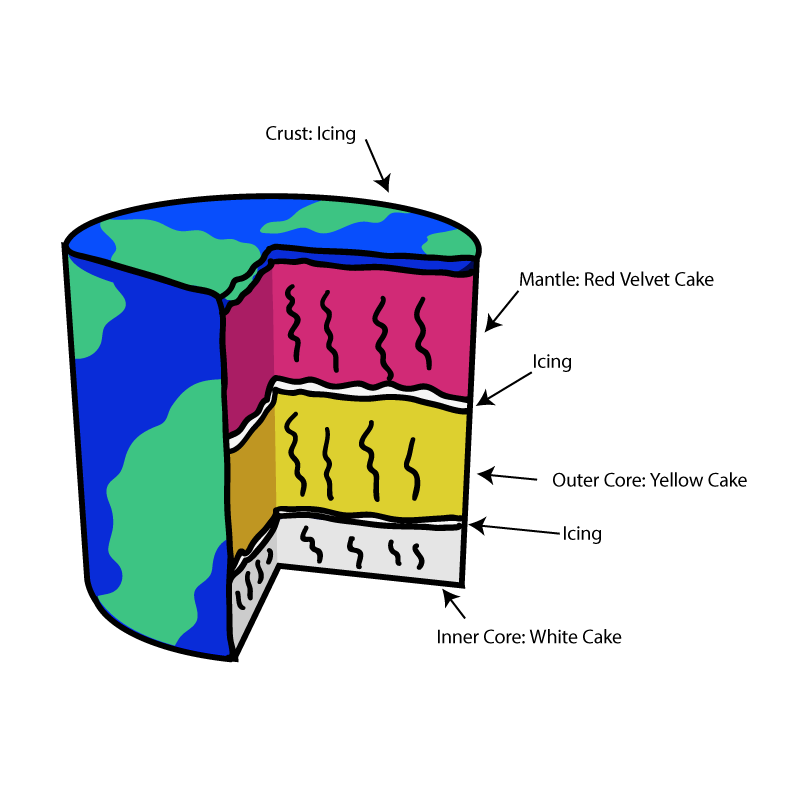 Crust: Icing
Mantle: Red Velvet Cake
Icing
Outer Core: Yellow Cake
Icing
Inner Core: White Cake